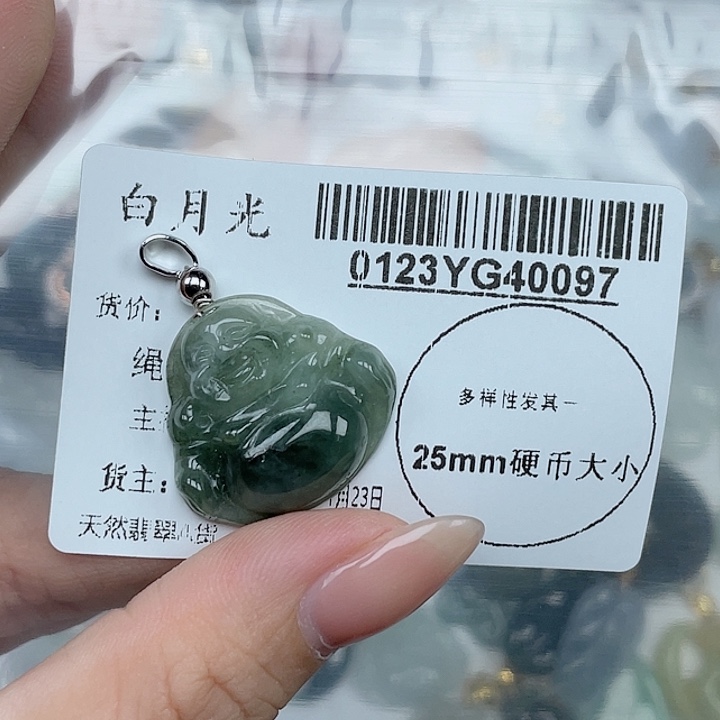 白月光
0123YG40097
货价:
绳
主
货主:
月23日
天然翡翠
多样性发其一
25mm硬币大小